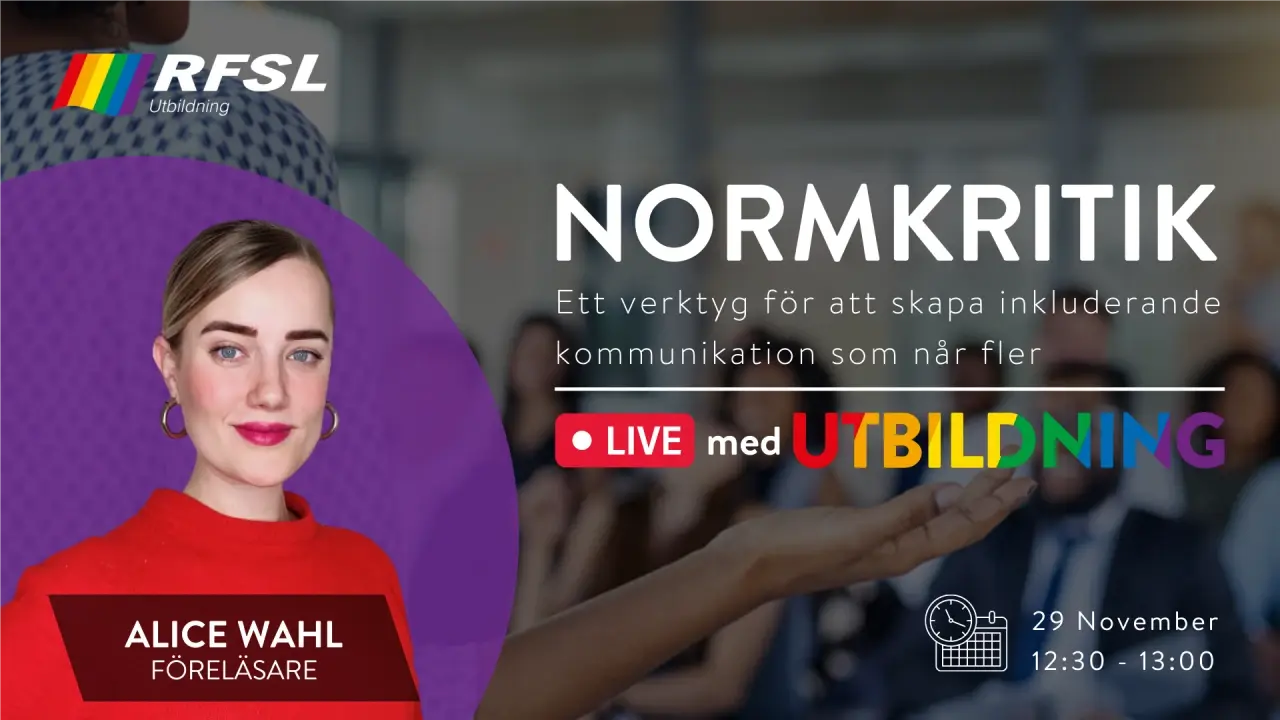 RFSL
Utbildning
NORMKRITIK
Ett verktyg för att skapa inkluderande
kommunikation som når fler
LIVE med UTBILDNING
ALICE WAHL
FÖRELÄSARE
29 November
12:30 - 13:00